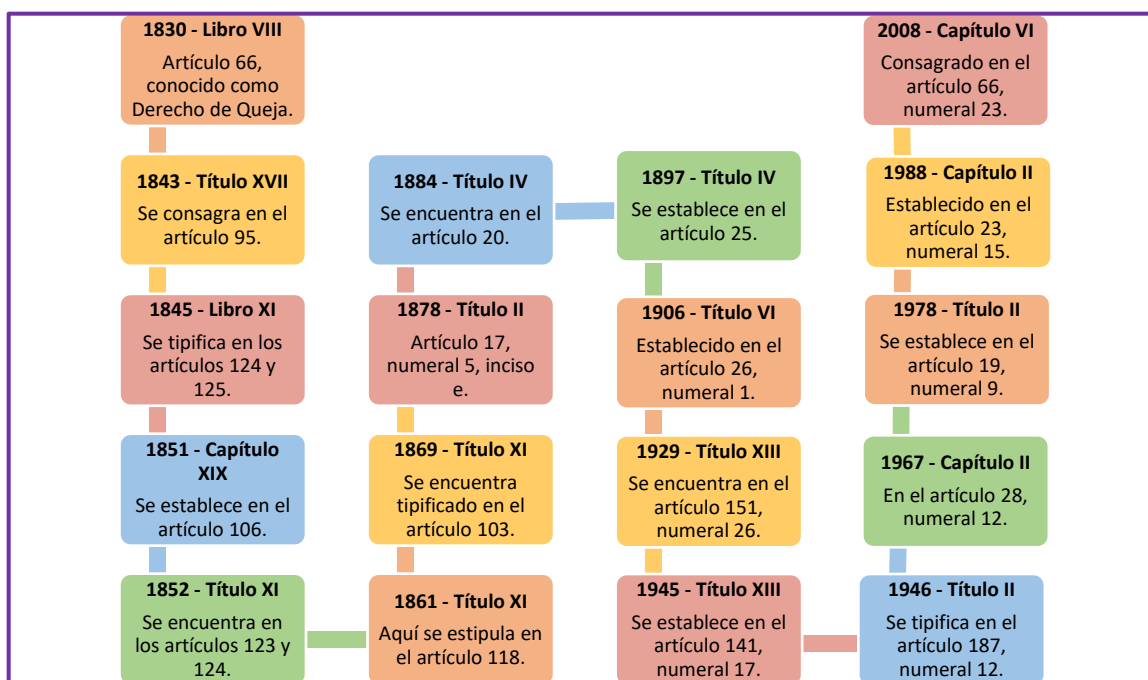 1830 - Libro VIII
Artículo 66,
conocido como
Derecho de Queja.
1843 - Título XVII
Se consagra en el
artículo 95.
1845 - Libro XI
Se tipifica en los
artículos 124 y
125.
1851 - Capítulo
XIX
Se establece en el
artículo 106.
1852 - Título XI
Se encuentra en
los artículos 123 y
124.
1861 - Título XI
Aquí se estipula en
el artículo 118.
1869 - Título XI
Se encuentra
tipificado en el
artículo 103.
1878 - Título II
Artículo 17,
numeral 5, inciso
e.
1884 - Título IV
Se encuentra en el
artículo 20.
1897 - Título IV
Se establece en el
artículo 25.
1906 - Título VI
Establecido en el
artículo 26,
numeral 1.
1929 - Título XIII
Se encuentra en el
artículo 151,
numeral 26.
1945 - Título XIII
Se establece en el
artículo 141,
numeral 17.
1946 - Título II
Se tipifica en el
artículo 187,
numeral 12.
1967 - Capítulo II
En el artículo 28,
numeral 12.
1978 - Título II
Se establece en el
artículo 19,
numeral 9.
1988 - Capítulo II
Establecido en el
artículo 23,
numeral 15.
2008 - Capítulo VI
Consagrado en el
artículo 66,
numeral 23.